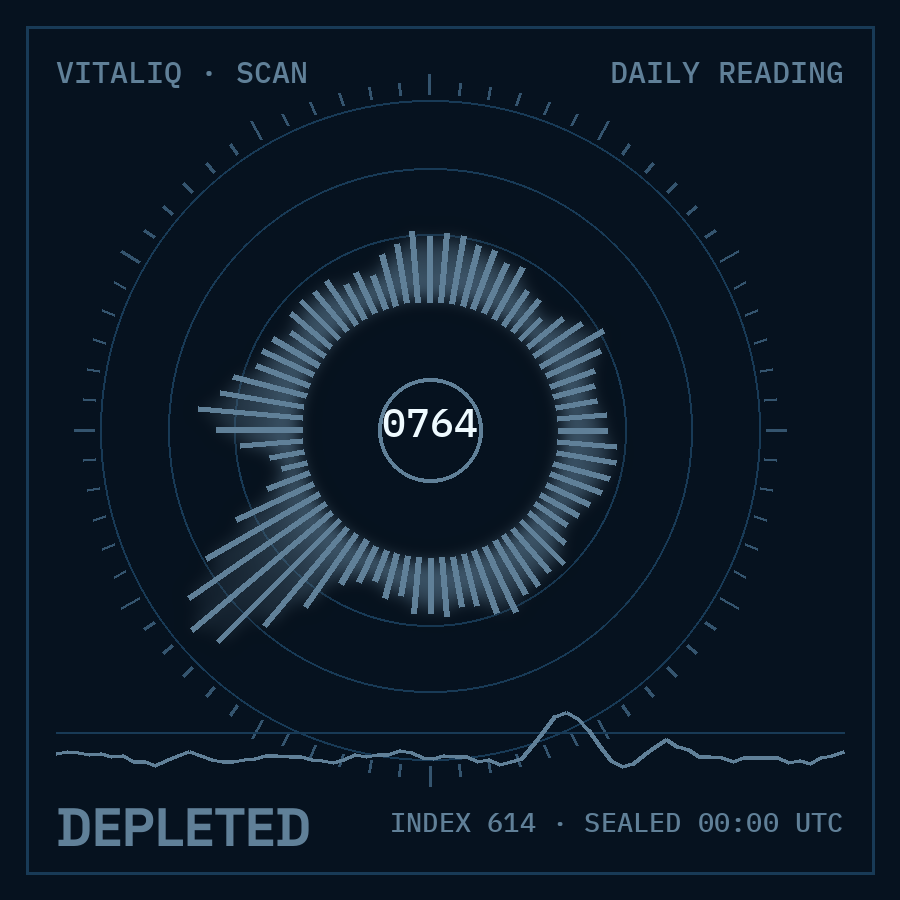 VITALIQ · SCAN
DAILY READING
0764
DEPLETED
INDEX 614 · SEALED 00:00 UTC